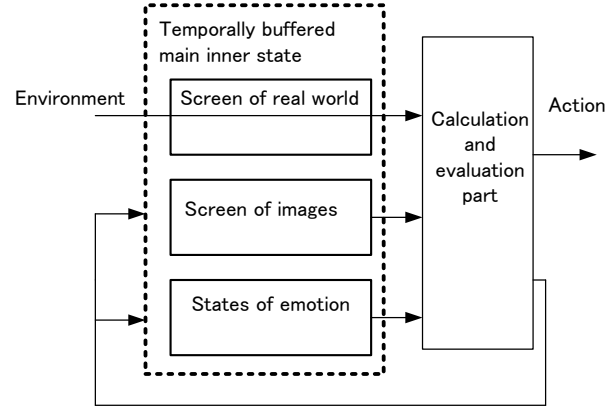 Temporally buffered
main inner state
Environment
Screen of real world
Action
Calculation
and
evaluation
part
Screen of images
States of emotion